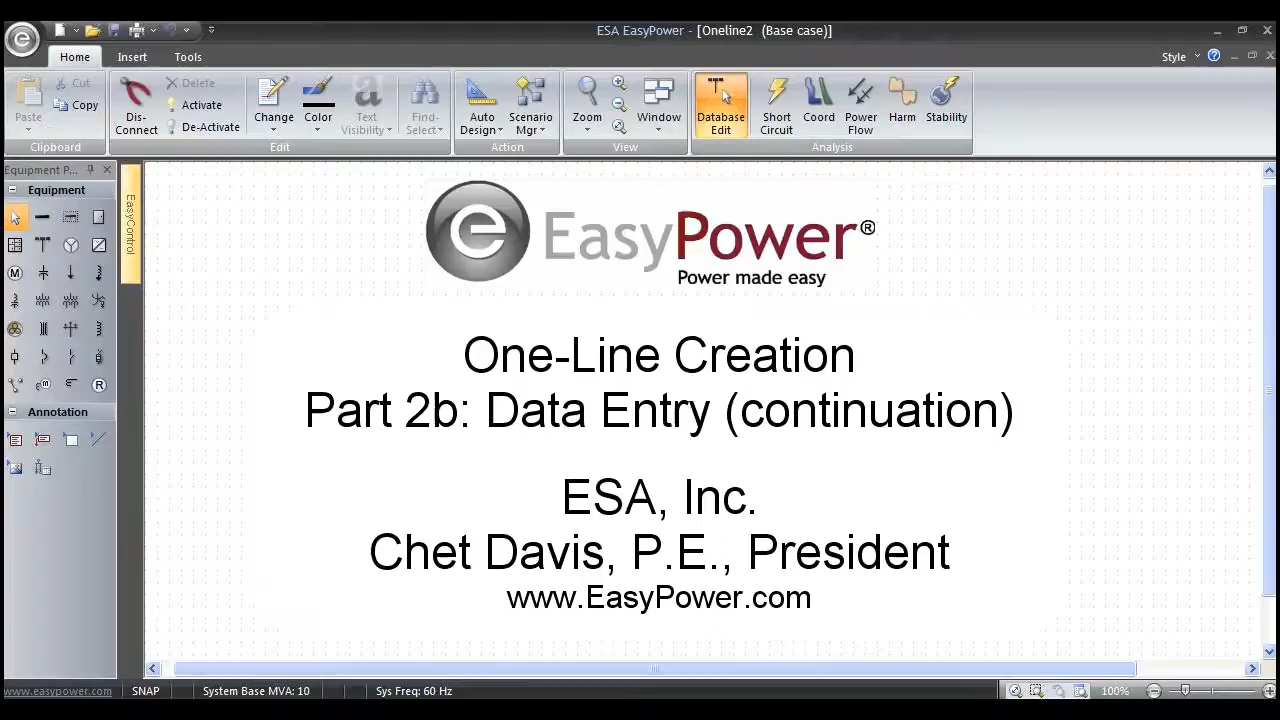 ESA EasyPower - [Oneline2 (Base case)]
Home Insert Tools Style
Paste Cut Copy Clipboard
Dis-Connect Delete Activate De-Activate Change Color Text Visibility Find-Select Edit
Auto Design Scenario Mgr Action
Zoom Window View
Database Edit Short Circuit Coord Power Flow Harm Stability Analysis
Equipment P...
Equipment
EasyControl
M
R
Annotation
e EasyPower®
Power made easy
One-Line Creation
Part 2b: Data Entry (continuation)
ESA, Inc.
Chet Davis, P.E., President
www.EasyPower.com
www.easypower.com SNAP System Base MVA: 10 Sys Freq: 60 Hz 100%